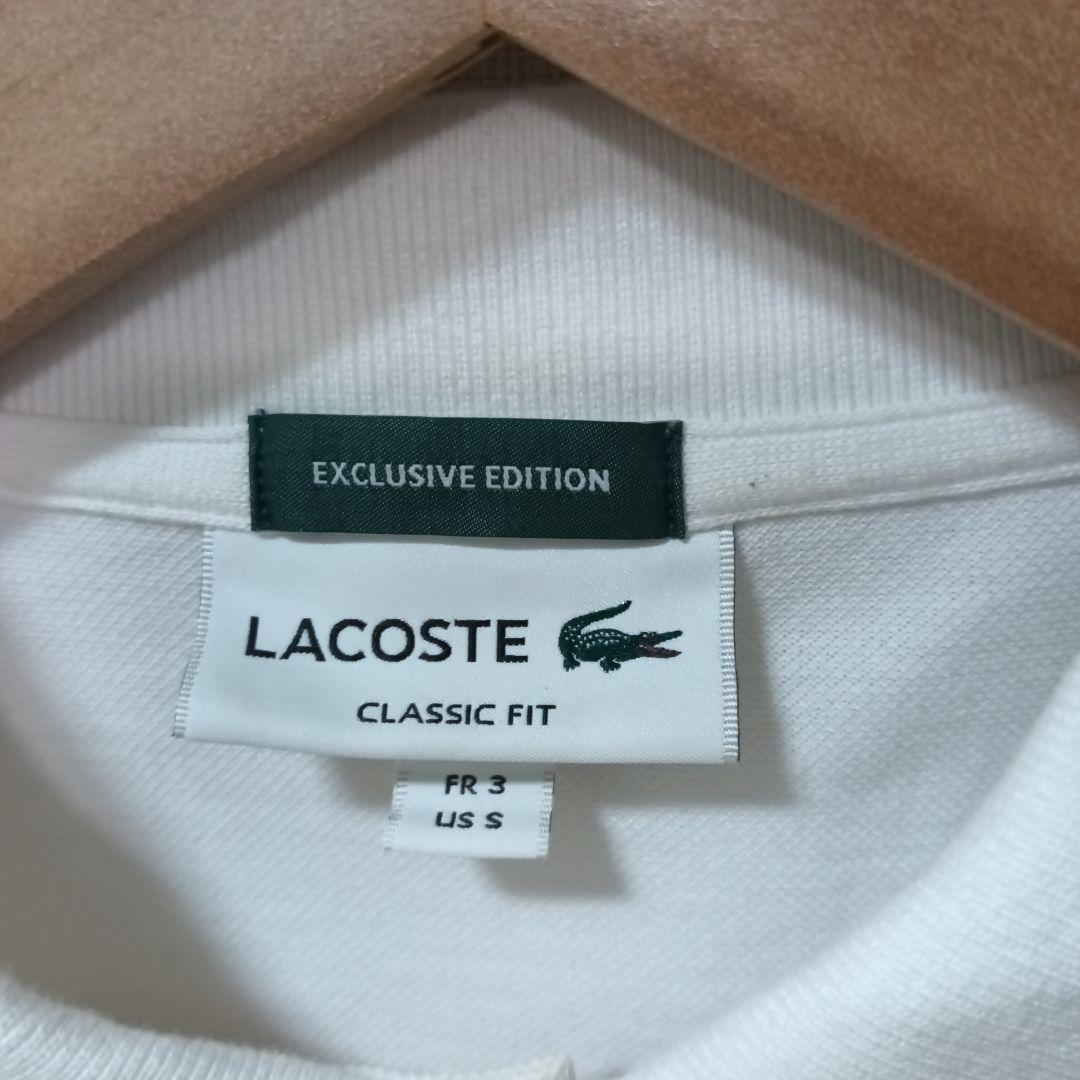 EXCLUSIVE EDITION
LACOSTE
CLASSIC FIT
FR 3
US S